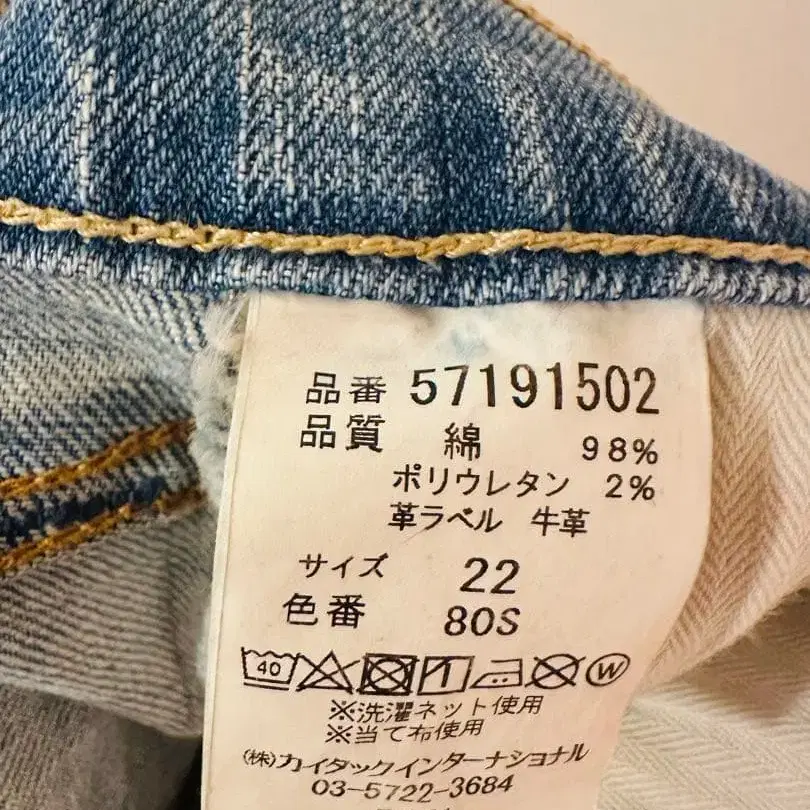 品番 57191502
品質 綿 98%
ポリウレタン 2%
革ラベル 牛革
サイズ 22
色番 80S
40 W
※洗濯ネット使用
※当て布使用
(株)カイタックインターナショナル
03-5722-3684